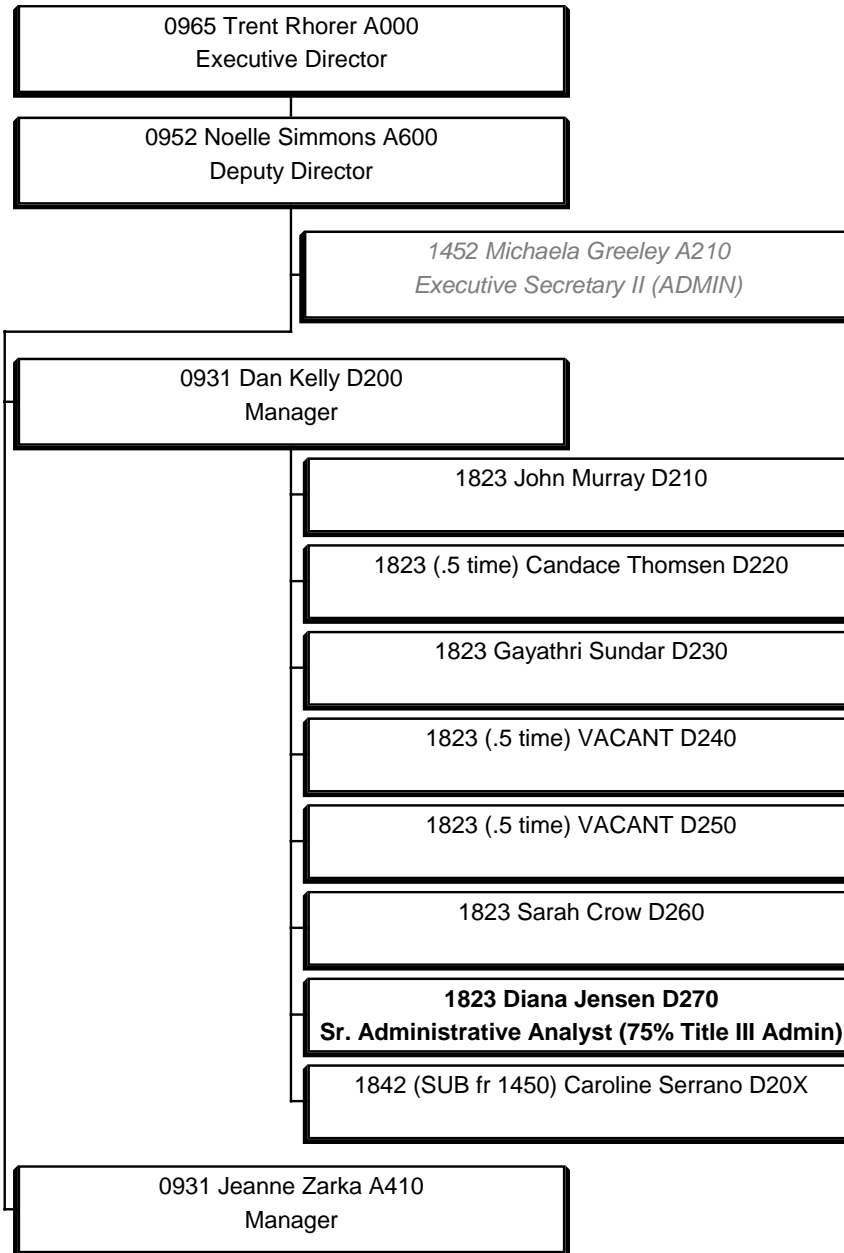 0965 Trent Rhorer A000
Executive Director
0952 Noelle Simmons A600
Deputy Director
1452 Michaela Greeley A210
Executive Secretary II (ADMIN)
0931 Dan Kelly D200
Manager
1823 John Murray D210
1823 (.5 time) Candace Thomsen D220
1823 Gayathri Sundar D230
1823 (.5 time) VACANT D240
1823 (.5 time) VACANT D250
1823 Sarah Crow D260
1823 Diana Jensen D270
Sr. Administrative Analyst (75% Title III Admin)
1842 (SUB fr 1450) Caroline Serrano D20X
0931 Jeanne Zarka A410
Manager